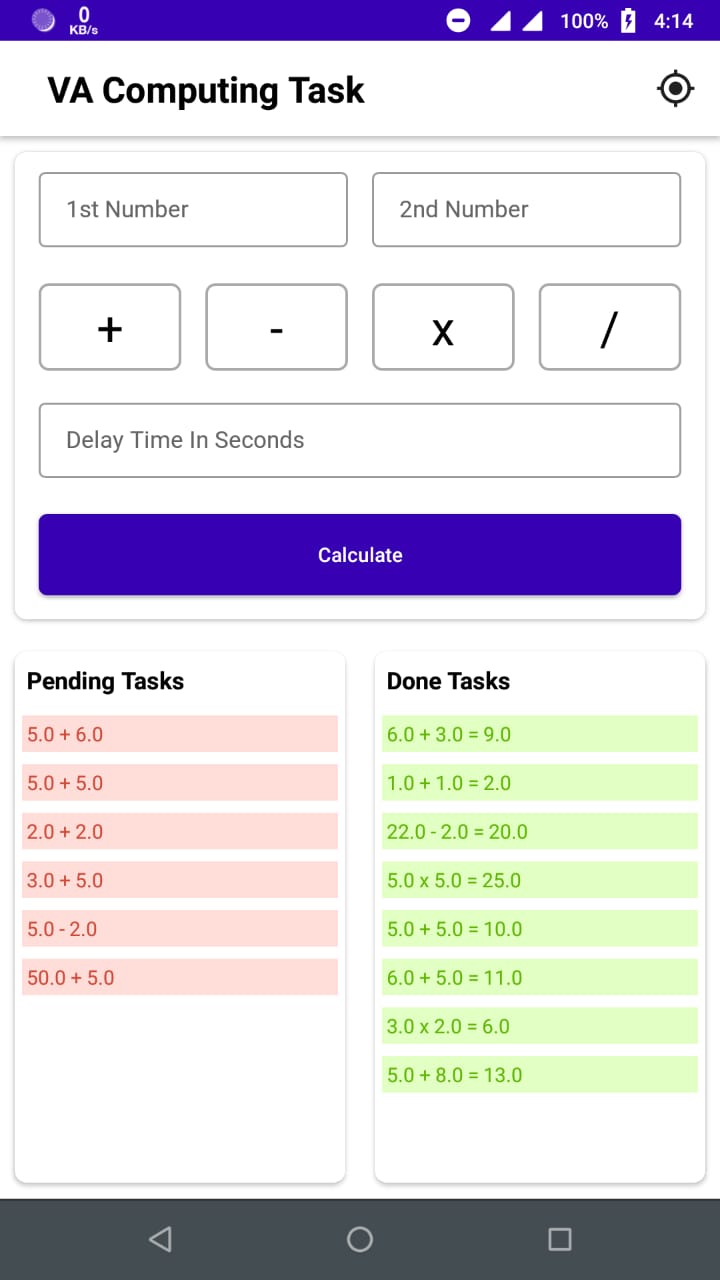 0
KB/s
100%
4:14
VA Computing Task
1st Number
2nd Number
+
-
x
/
Delay Time In Seconds
Calculate
Pending Tasks
5.0 + 6.0
5.0 + 5.0
2.0 + 2.0
3.0 + 5.0
5.0 - 2.0
50.0 + 5.0
Done Tasks
6.0 + 3.0 = 9.0
1.0 + 1.0 = 2.0
22.0 - 2.0 = 20.0
5.0 x 5.0 = 25.0
5.0 + 5.0 = 10.0
6.0 + 5.0 = 11.0
3.0 x 2.0 = 6.0
5.0 + 8.0 = 13.0